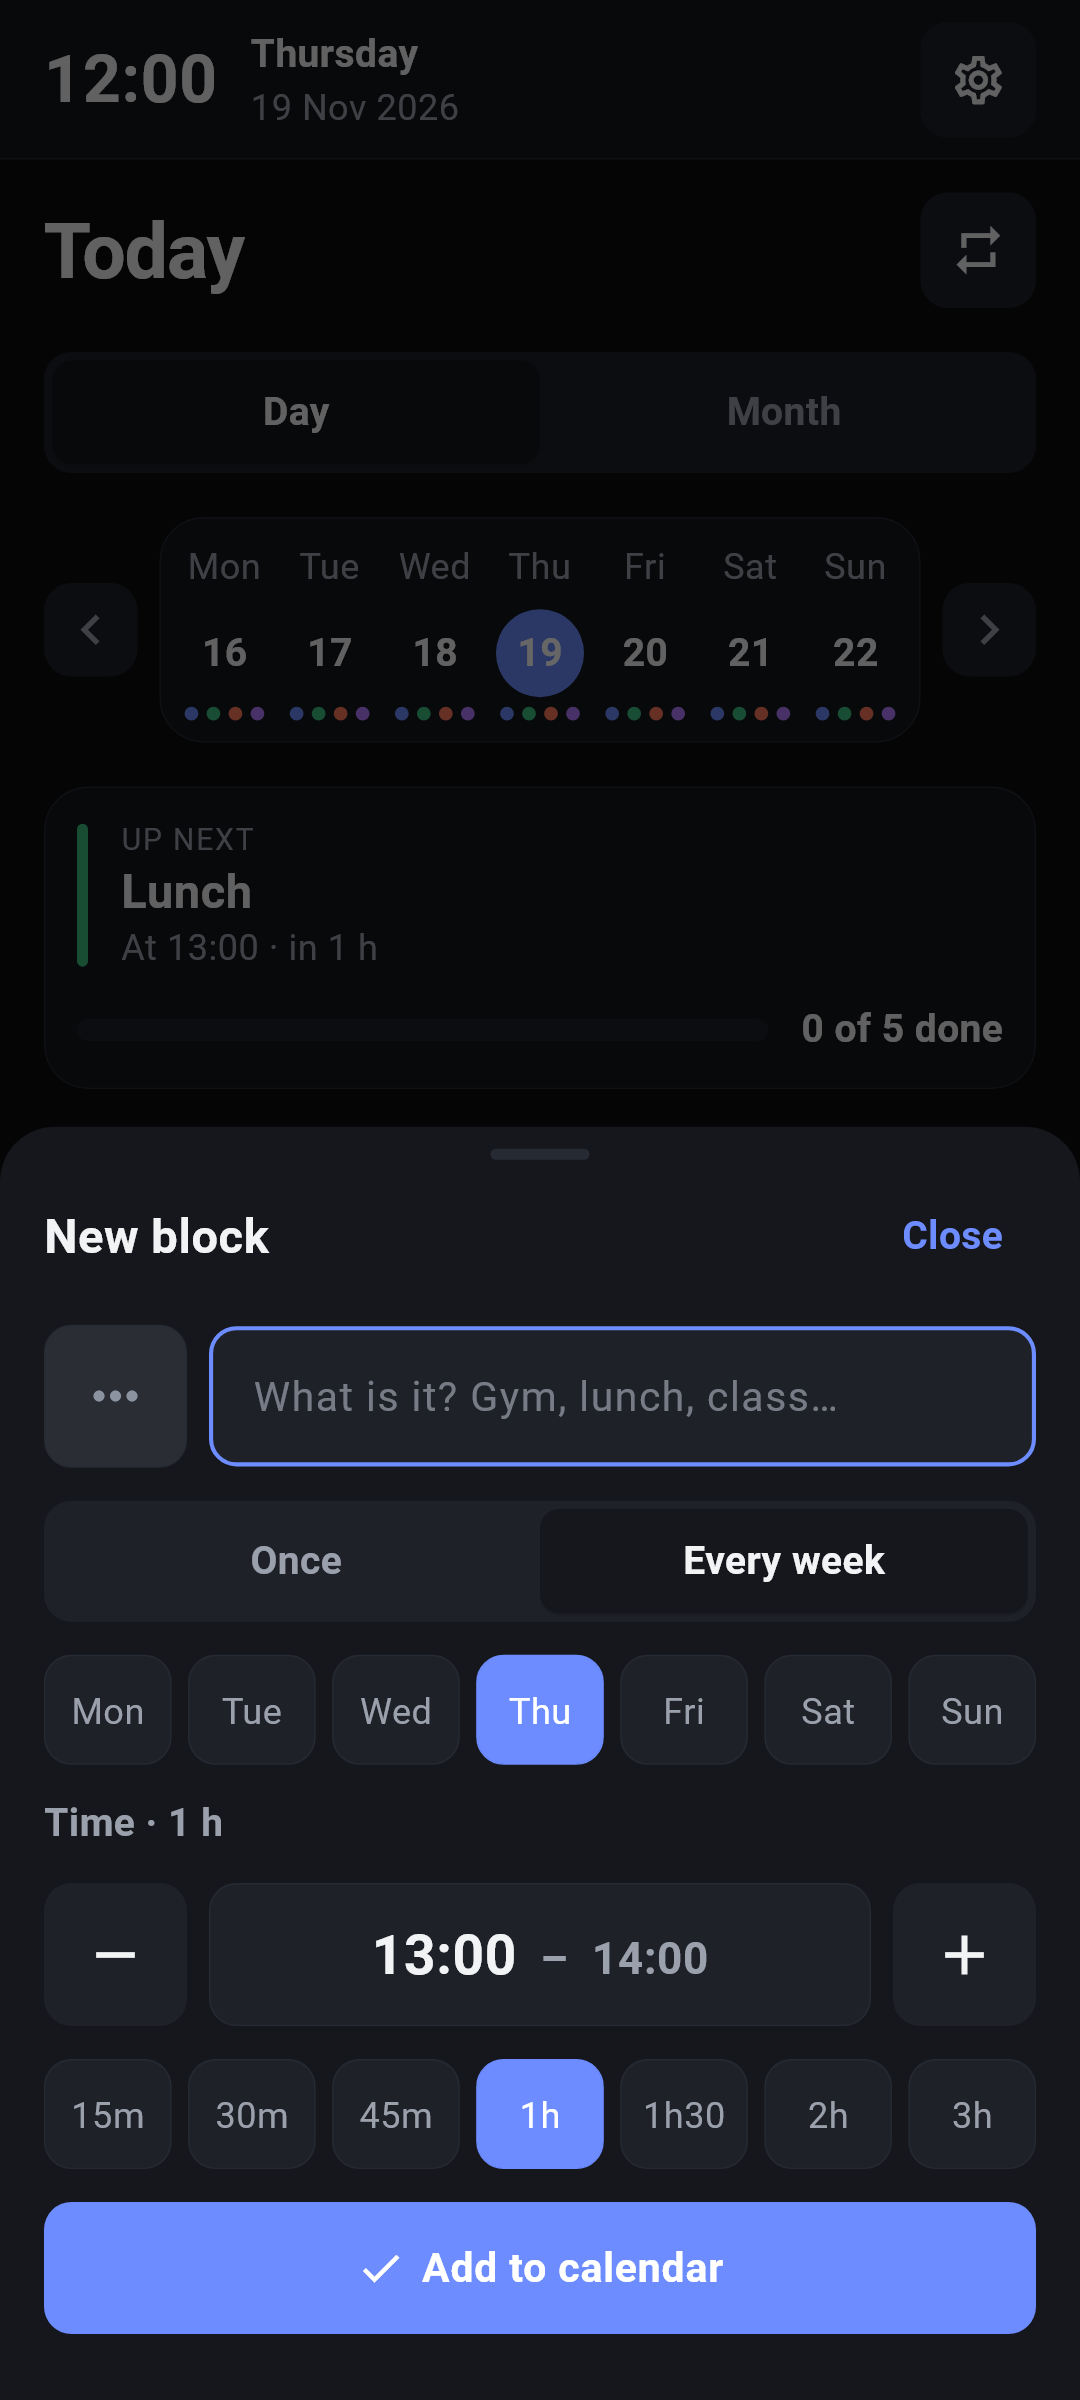 12:00
Thursday
19 Nov 2026
Today
Day Month
Mon Tue Wed Thu Fri Sat Sun
16 17 18 19 20 21 22
UP NEXT
Lunch
At 13:00 · in 1 h
0 of 5 done
New block
Close
What is it? Gym, lunch, class…
Once Every week
Mon Tue Wed Thu Fri Sat Sun
Time · 1 h
13:00 – 14:00
15m 30m 45m 1h 1h30 2h 3h
Add to calendar